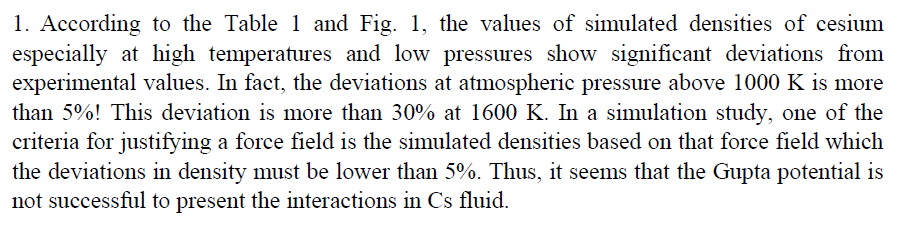 1. According to the Table 1 and Fig. 1, the values of simulated densities of cesium
especially at high temperatures and low pressures show significant deviations from
experimental values. In fact, the deviations at atmospheric pressure above 1000 K is more
than 5%! This deviation is more than 30% at 1600 K. In a simulation study, one of the
criteria for justifying a force field is the simulated densities based on that force field which
the deviations in density must be lower than 5%. Thus, it seems that the Gupta potential is
not successful to present the interactions in Cs fluid.